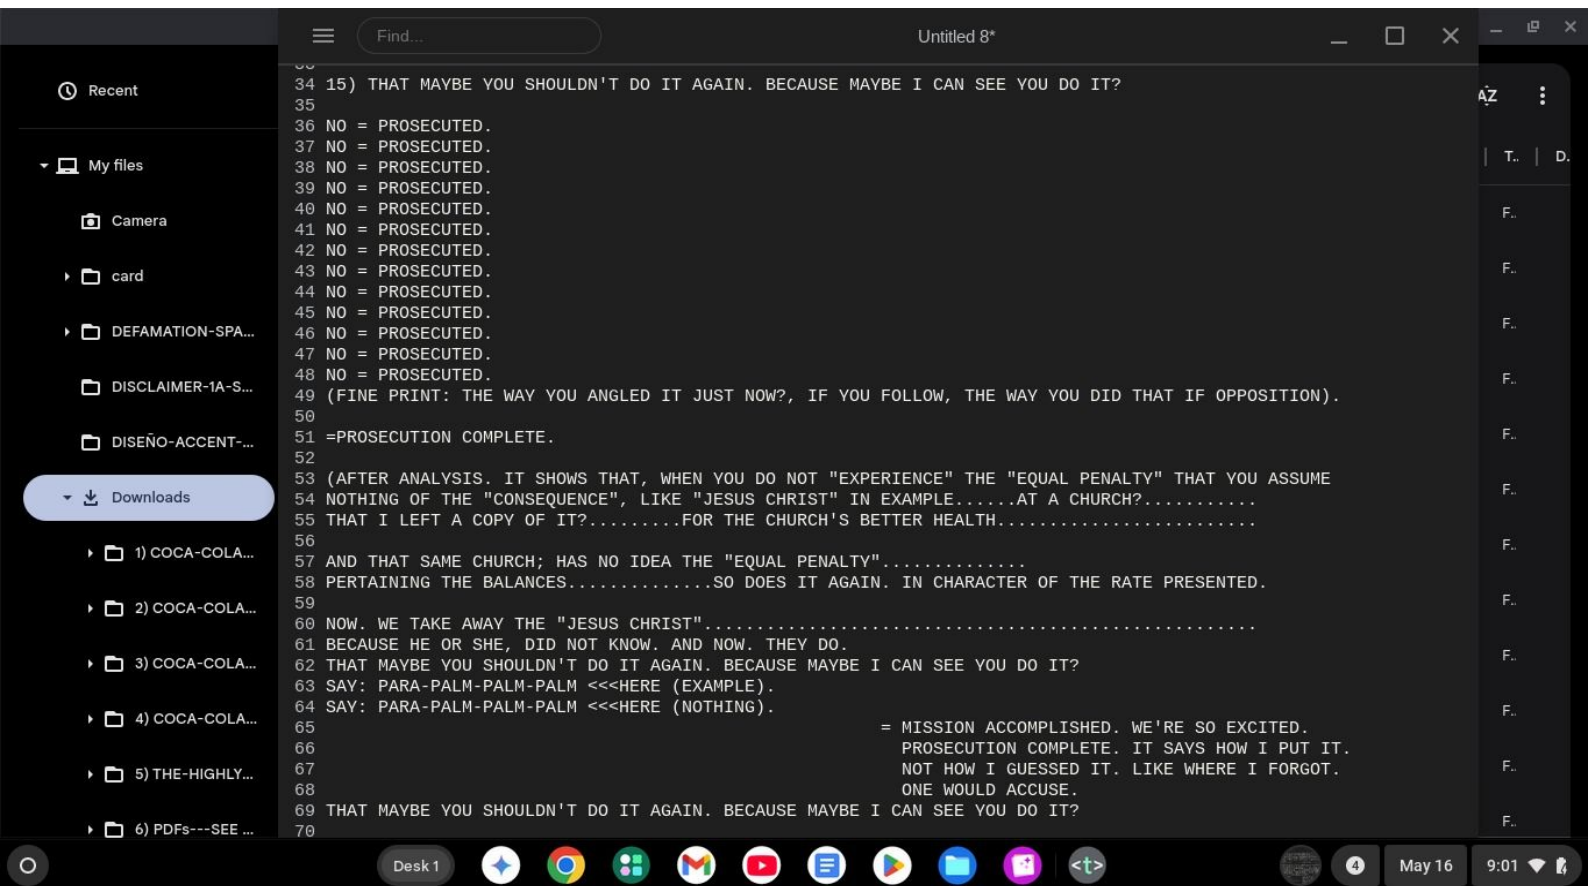 Find...
Untitled 8*
Recent
My files
Camera
card
DEFAMATION-SPA...
DISCLAIMER-1A-S...
DISEÑO-ACCENT-...
Downloads
1) COCA-COLA...
2) COCA-COLA...
3) COCA-COLA...
4) COCA-COLA...
5) THE-HIGHLY...
6) PDFs---SEE ...
34 15) THAT MAYBE YOU SHOULDN'T DO IT AGAIN. BECAUSE MAYBE I CAN SEE YOU DO IT?
35
36 NO = PROSECUTED.
37 NO = PROSECUTED.
38 NO = PROSECUTED.
39 NO = PROSECUTED.
40 NO = PROSECUTED.
41 NO = PROSECUTED.
42 NO = PROSECUTED.
43 NO = PROSECUTED.
44 NO = PROSECUTED.
45 NO = PROSECUTED.
46 NO = PROSECUTED.
47 NO = PROSECUTED.
48 NO = PROSECUTED.
49 (FINE PRINT: THE WAY YOU ANGLED IT JUST NOW?, IF YOU FOLLOW, THE WAY YOU DID THAT IF OPPOSITION).
50
51 =PROSECUTION COMPLETE.
52
53 (AFTER ANALYSIS. IT SHOWS THAT, WHEN YOU DO NOT "EXPERIENCE" THE "EQUAL PENALTY" THAT YOU ASSUME
54 NOTHING OF THE "CONSEQUENCE", LIKE "JESUS CHRIST" IN EXAMPLE......AT A CHURCH?...........
55 THAT I LEFT A COPY OF IT?.........FOR THE CHURCH'S BETTER HEALTH.........................
56
57 AND THAT SAME CHURCH; HAS NO IDEA THE "EQUAL PENALTY"..............
58 PERTAINING THE BALANCES..............SO DOES IT AGAIN. IN CHARACTER OF THE RATE PRESENTED.
59
60 NOW. WE TAKE AWAY THE "JESUS CHRIST".....................................................
61 BECAUSE HE OR SHE, DID NOT KNOW. AND NOW. THEY DO.
62 THAT MAYBE YOU SHOULDN'T DO IT AGAIN. BECAUSE MAYBE I CAN SEE YOU DO IT?
63 SAY: PARA-PALM-PALM-PALM <<<HERE (EXAMPLE).
64 SAY: PARA-PALM-PALM-PALM <<<HERE (NOTHING).
65 = MISSION ACCOMPLISHED. WE'RE SO EXCITED.
66 PROSECUTION COMPLETE. IT SAYS HOW I PUT IT.
67 NOT HOW I GUESSED IT. LIKE WHERE I FORGOT.
68 ONE WOULD ACCUSE.
69 THAT MAYBE YOU SHOULDN'T DO IT AGAIN. BECAUSE MAYBE I CAN SEE YOU DO IT?
70
AZ
T.. D.
F..
F..
F..
F..
F..
F..
F..
F..
F..
F..
F..
F..
Desk 1
<t>
4
May 16
9:01